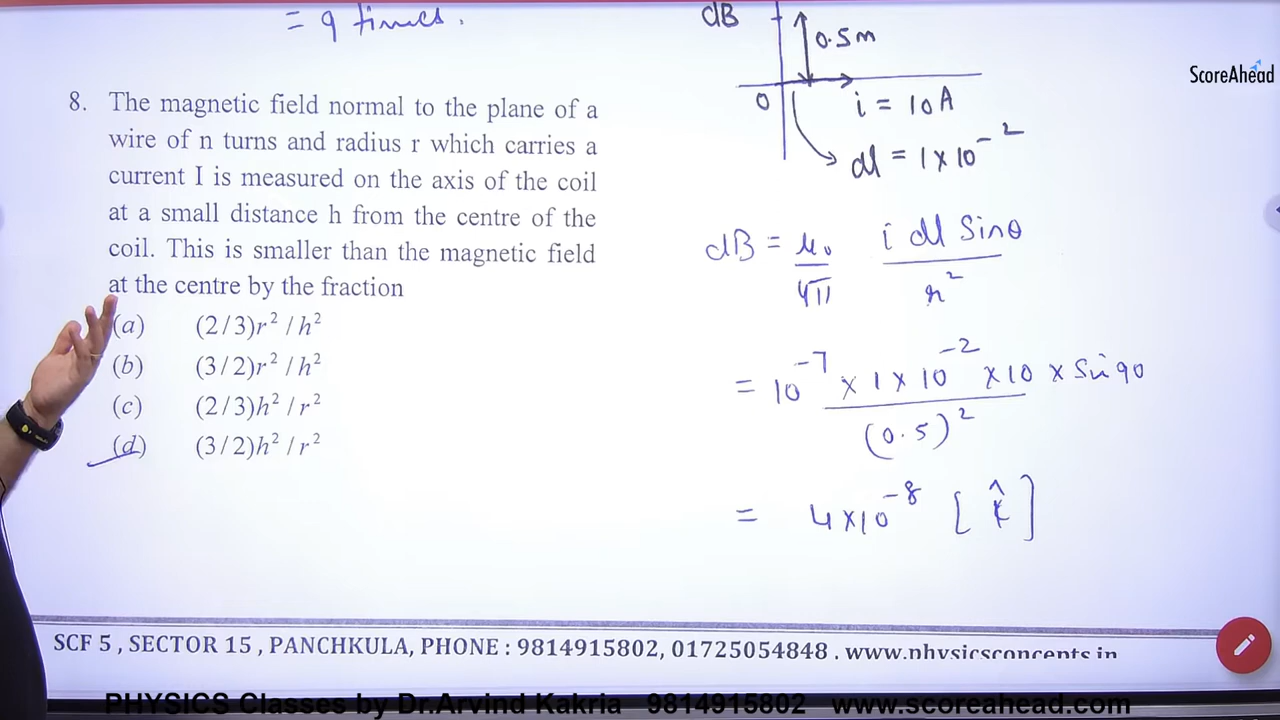 = 9 times.
8. The magnetic field normal to the plane of a
wire of n turns and radius r which carries a
current I is measured on the axis of the coil
at a small distance h from the centre of the
coil. This is smaller than the magnetic field
at the centre by the fraction
(a) (2/3)r² / h²
(b) (3/2)r² / h²
(c) (2/3)h² / r²
(d) (3/2)h² / r²
dB
0.5m
0
i = 10A
dl = 1 × 10⁻²
dB = μ₀/4π i dl Sinθ / r²
= 10⁻⁷ × 1 × 10⁻² × 10 × Sin 90 / (0.5)²
= 4×10⁻⁸ [k̂]
ScoreAhead
SCF 5 , SECTOR 15 , PANCHKULA, PHONE : 9814915802, 01725054848 . www.physicsconcepts.in
PHYSICS Classes by Dr.Arvind Kakria 9814915802 www.scoreahead.com